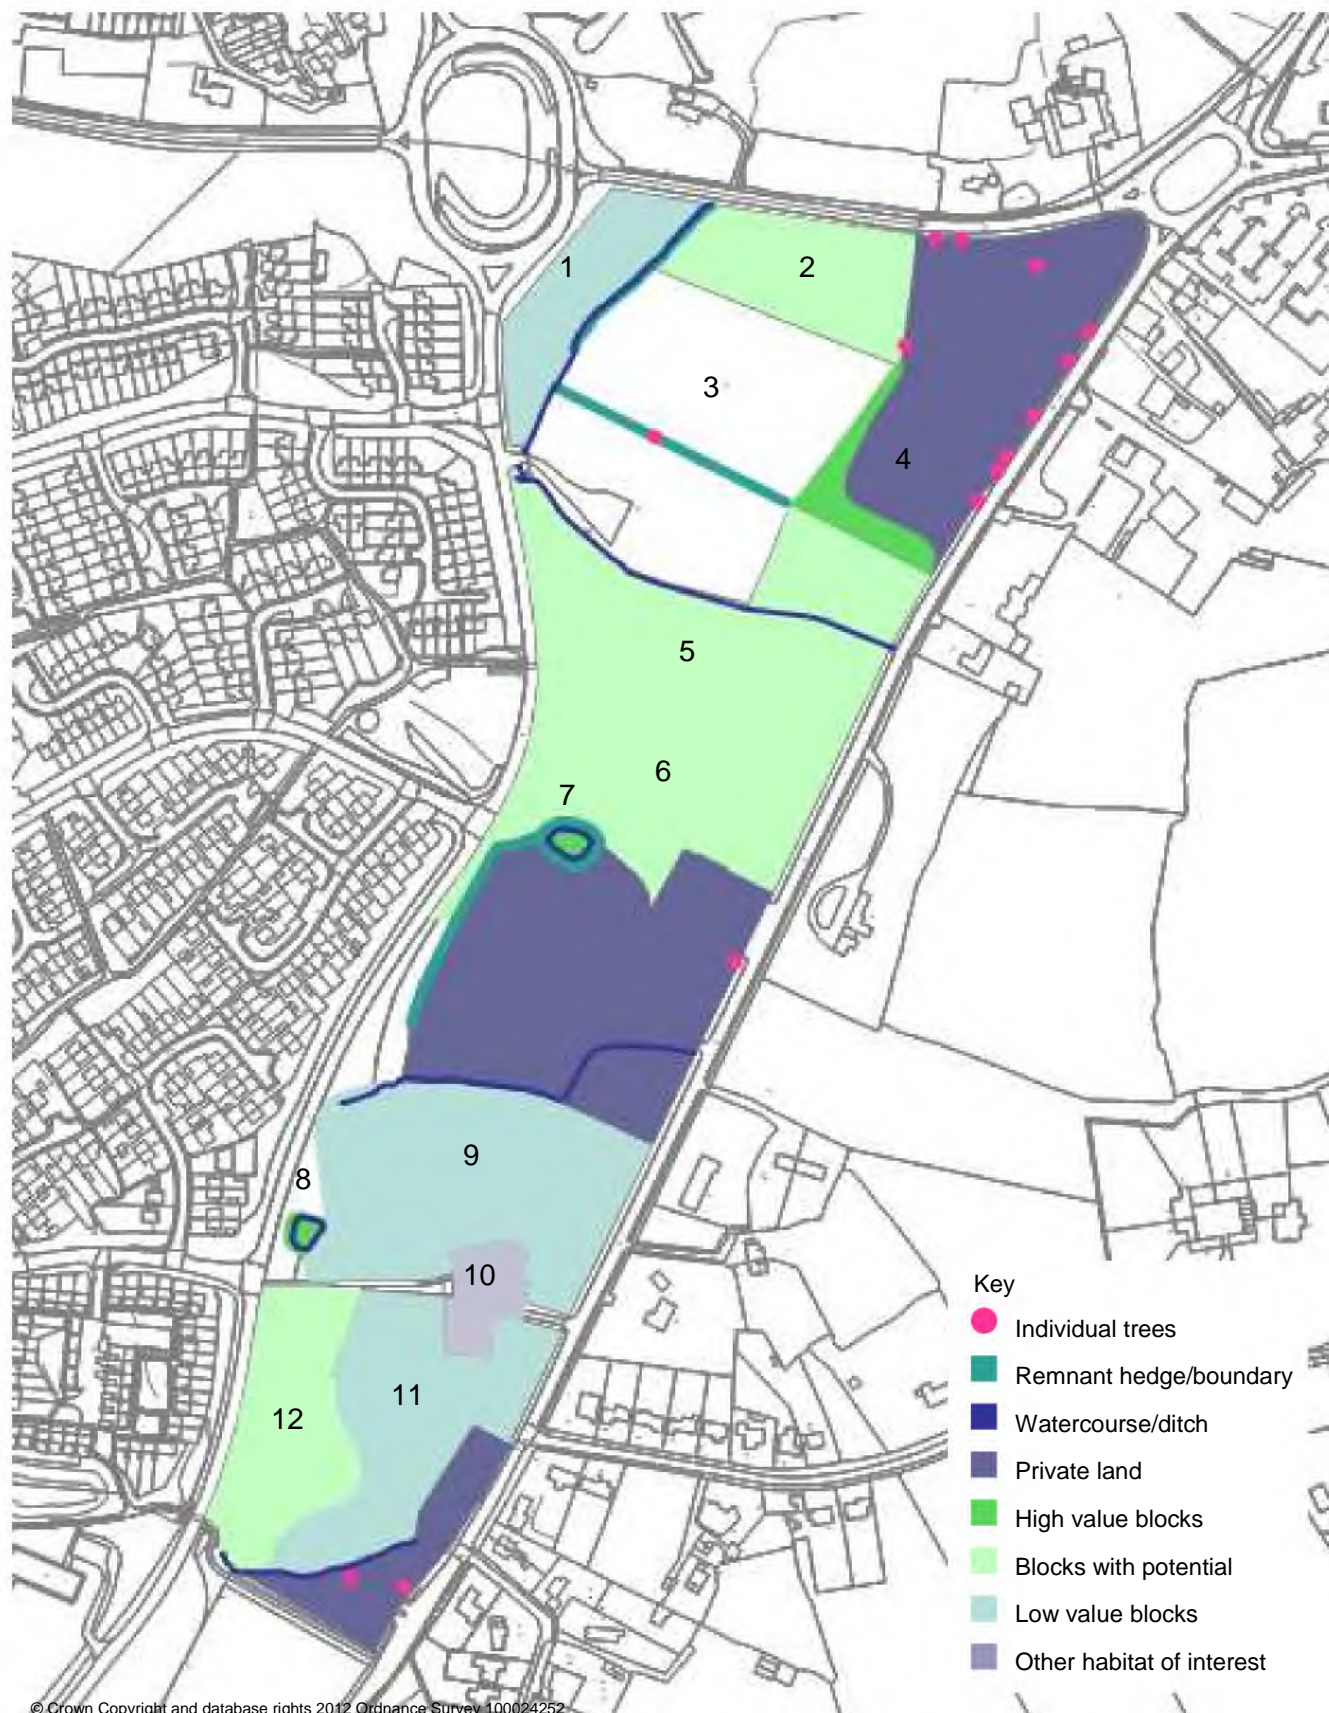 1
2
3
4
5
6
7
8
9
10
11
12
Key
Individual trees
Remnant hedge/boundary
Watercourse/ditch
Private land
High value blocks
Blocks with potential
Low value blocks
Other habitat of interest
© Crown Copyright and database rights 2012 Ordnance Survey 100024252